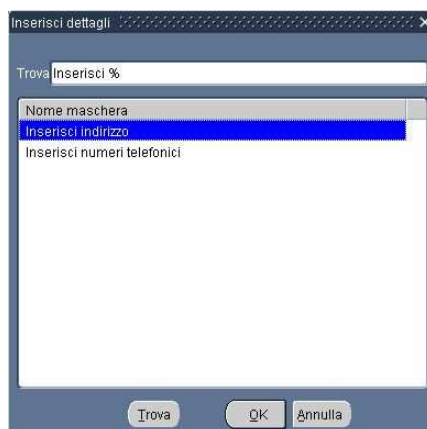 Inserisci dettagli
Trova Inserisci %
Nome maschera
Inserisci indirizzo
Inserisci numeri telefonici
Trova OK Annulla